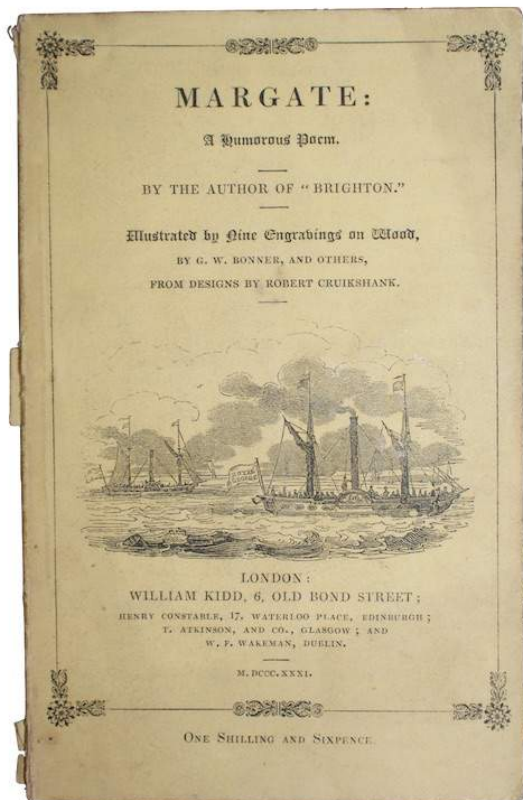 MARGATE:
A Humorous Poem.
BY THE AUTHOR OF "BRIGHTON."
Illustrated by Nine Engravings on Wood,
BY G. W. BONNER, AND OTHERS,
FROM DESIGNS BY ROBERT CRUIKSHANK.
LONDON:
WILLIAM KIDD, 6, OLD BOND STREET;
HENRY CONSTABLE, 17, WATERLOO PLACE, EDINBURGH;
T. ATKINSON, AND CO., GLASGOW; AND
W. F. WAKEMAN, DUBLIN.
M.DCCC.XXXI.
ONE SHILLING AND SIXPENCE.